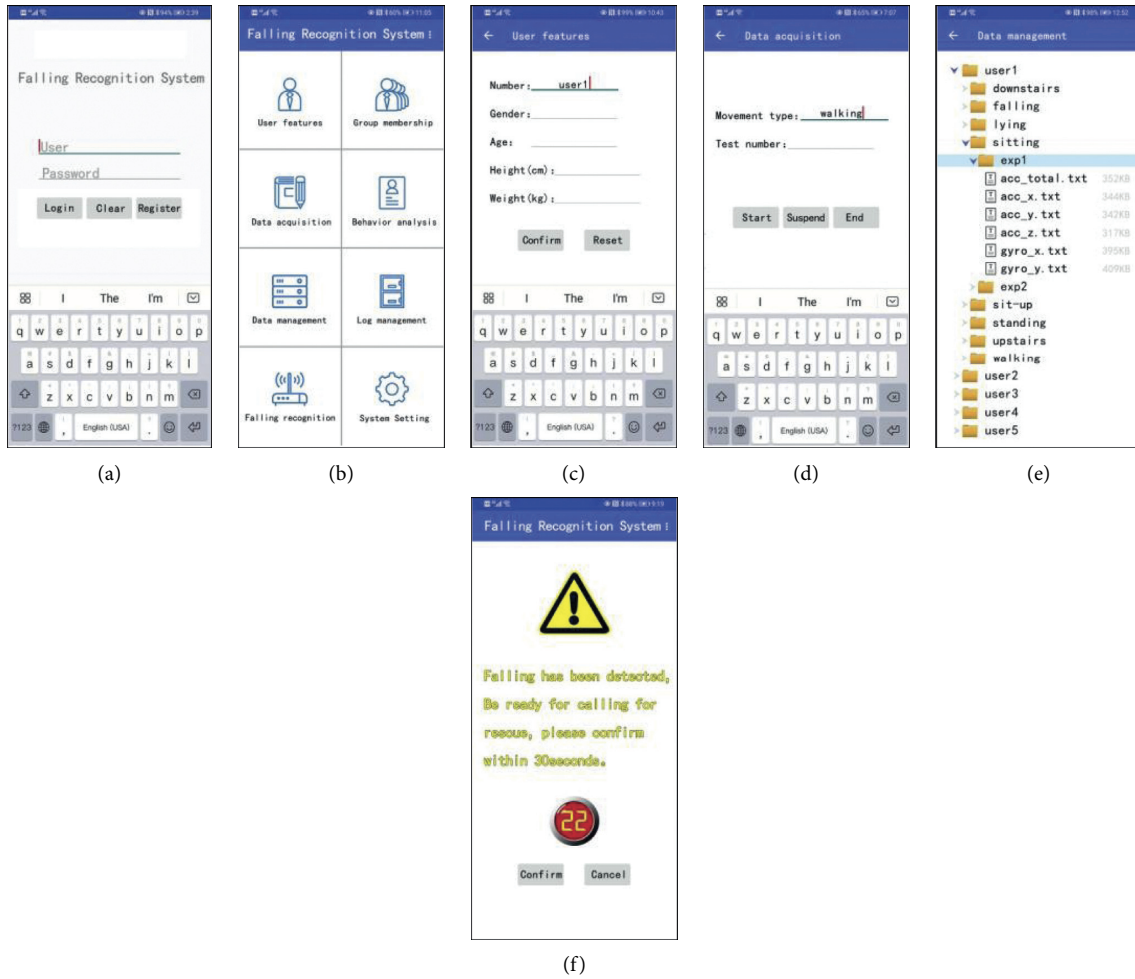 Falling Recognition System
User
Password
Login Clear Register
I The I'm
q w e r t y u i o p
a s d f g h j k l
z x c v b n m
?123 , English (USA) .
(a)
Falling Recognition System
User features Group membership
Data acquisition Behavior analysis
Data management Log management
Falling recognition System Setting
(b)
User features
Number: user1
Gender:
Age:
Height(cm):
Weight(kg):
Confirm Reset
I The I'm
q w e r t y u i o p
a s d f g h j k l
z x c v b n m
?123 , English (USA) .
(c)
Data acquisition
Movement type: walking
Test number:
Start Suspend End
I The I'm
q w e r t y u i o p
a s d f g h j k l
z x c v b n m
?123 , English (USA) .
(d)
Data management
user1
downstairs
falling
lying
sitting
exp1
acc_total.txt 352KB
acc_x.txt 344KB
acc_y.txt 342KB
acc_z.txt 317KB
gyro_x.txt 395KB
gyro_y.txt 409KB
exp2
sit-up
standing
upstairs
walking
user2
user3
user4
user5
(e)
Falling Recognition System
Falling has been detected,
Be ready for calling for
rescue, please confirm
within 30seconds.
22
Confirm Cancel
(f)